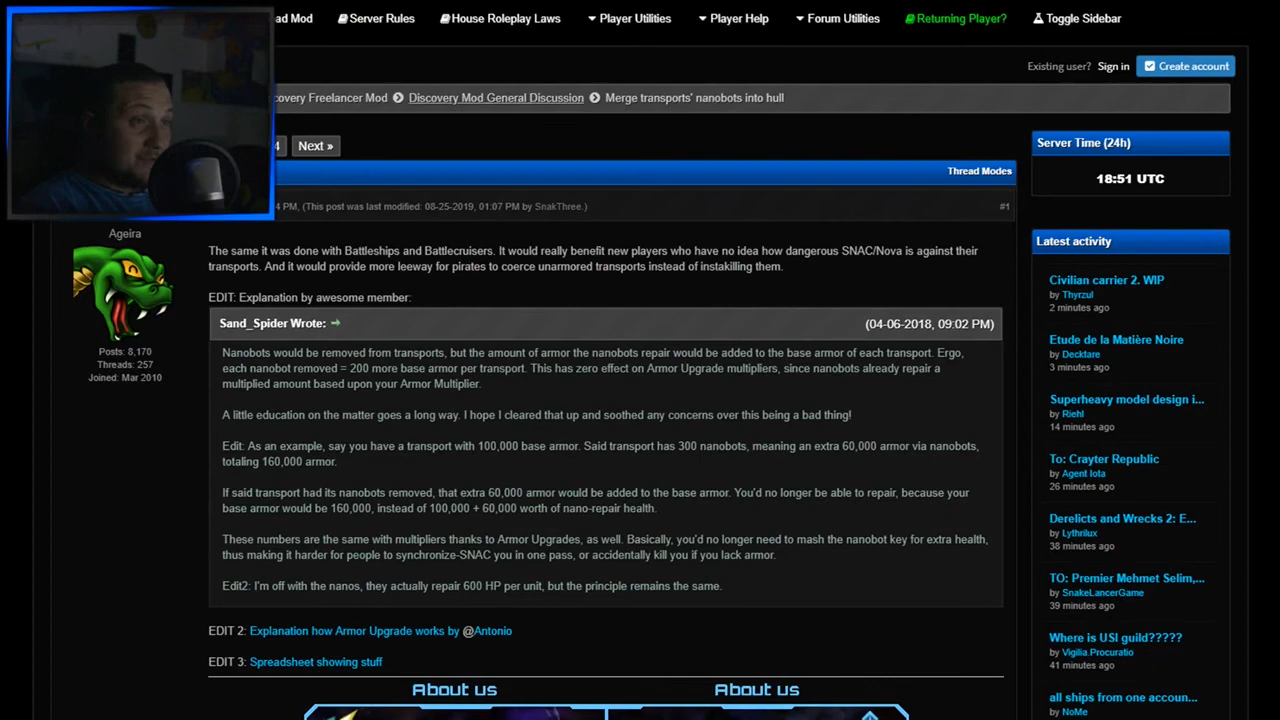 ad Mod Server Rules House Roleplay Laws Player Utilities Player Help Forum Utilities Returning Player? Toggle Sidebar
Existing user? Sign in Create account
covery Freelancer Mod Discovery Mod General Discussion Merge transports' nanobots into hull
4 Next »
Thread Modes
4 PM, (This post was last modified: 08-25-2019, 01:07 PM by SnakThree.) #1
Ageira
Posts: 8,170
Threads: 257
Joined: Mar 2010
The same it was done with Battleships and Battlecruisers. It would really benefit new players who have no idea how dangerous SNAC/Nova is against their
transports. And it would provide more leeway for pirates to coerce unarmored transports instead of instakilling them.
EDIT: Explanation by awesome member:
Sand_Spider Wrote: (04-06-2018, 09:02 PM)
Nanobots would be removed from transports, but the amount of armor the nanobots repair would be added to the base armor of each transport. Ergo,
each nanobot removed = 200 more base armor per transport. This has zero effect on Armor Upgrade multipliers, since nanobots already repair a
multiplied amount based upon your Armor Multiplier.
A little education on the matter goes a long way. I hope I cleared that up and soothed any concerns over this being a bad thing!
Edit: As an example, say you have a transport with 100,000 base armor. Said transport has 300 nanobots, meaning an extra 60,000 armor via nanobots,
totaling 160,000 armor.
If said transport had its nanobots removed, that extra 60,000 armor would be added to the base armor. You'd no longer be able to repair, because your
base armor would be 160,000, instead of 100,000 + 60,000 worth of nano-repair health.
These numbers are the same with multipliers thanks to Armor Upgrades, as well. Basically, you'd no longer need to mash the nanobot key for extra health,
thus making it harder for people to synchronize-SNAC you in one pass, or accidentally kill you if you lack armor.
Edit2: I'm off with the nanos, they actually repair 600 HP per unit, but the principle remains the same.
EDIT 2: Explanation how Armor Upgrade works by @Antonio
EDIT 3: Spreadsheet showing stuff
About us About us
Server Time (24h)
18:51 UTC
Latest activity
Civilian carrier 2. WIP
by Thyrzul
2 minutes ago
Etude de la Matière Noire
by Decktare
3 minutes ago
Superheavy model design i...
by Riehl
14 minutes ago
To: Crayter Republic
by Agent Iota
26 minutes ago
Derelicts and Wrecks 2: E...
by Lythrilux
38 minutes ago
TO: Premier Mehmet Selim,...
by SnakeLancerGame
39 minutes ago
Where is USI guild?????
by Vigilia.Procuratio
41 minutes ago
all ships from one accoun...
by NoMe